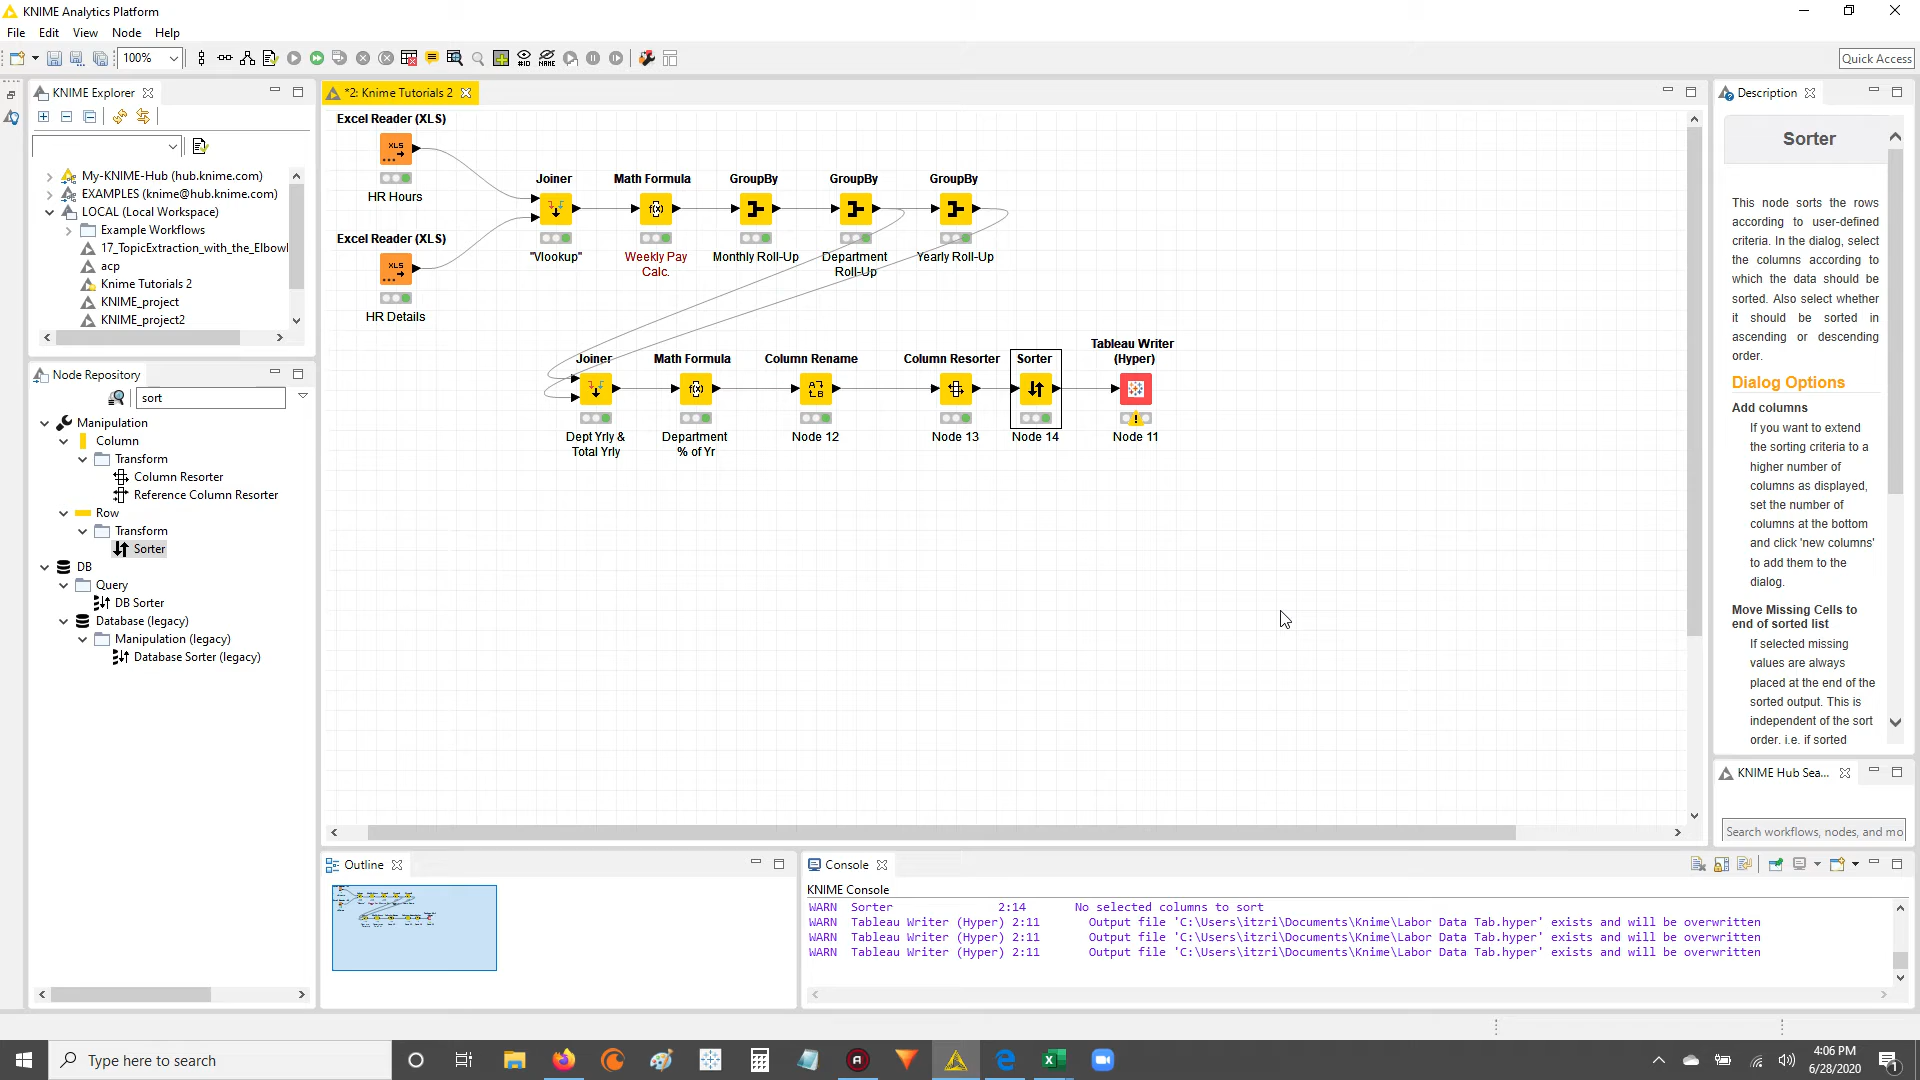 KNIME Analytics Platform
File Edit View Node Help
100%
Quick Access
KNIME Explorer
My-KNIME-Hub (hub.knime.com)
EXAMPLES (knime@hub.knime.com)
LOCAL (Local Workspace)
Example Workflows
17_TopicExtraction_with_the_Elbowl
acp
Knime Tutorials 2
KNIME_project
KNIME_project2
Node Repository
sort
Manipulation
Column
Transform
Column Resorter
Reference Column Resorter
Row
Transform
Sorter
DB
Query
DB Sorter
Database (legacy)
Manipulation (legacy)
Database Sorter (legacy)
*2: Knime Tutorials 2
Excel Reader (XLS)
XLS
HR Hours
Excel Reader (XLS)
XLS
HR Details
Joiner
"Vlookup"
Math Formula
f(x)
Weekly Pay
Calc.
GroupBy
Monthly Roll-Up
GroupBy
Department
Roll-Up
GroupBy
Yearly Roll-Up
Joiner
Dept Yrly &
Total Yrly
Math Formula
f(x)
Department
% of Yr
Column Rename
Node 12
Column Resorter
Node 13
Sorter
Node 14
Tableau Writer
(Hyper)
Node 11
Description
Sorter
This node sorts the rows
according to user-defined
criteria. In the dialog, select
the columns according to
which the data should be
sorted. Also select whether
it should be sorted in
ascending or descending
order.
Dialog Options
Add columns
If you want to extend
the sorting criteria to a
higher number of
columns as displayed,
set the number of
columns at the bottom
and click 'new columns'
to add them to the
dialog.
Move Missing Cells to
end of sorted list
If selected missing
values are always
placed at the end of the
sorted output. This is
independent of the sort
order. i.e. if sorted
KNIME Hub Sea...
Search workflows, nodes, and mo
Outline
Console
KNIME Console
WARN Sorter 2:14 No selected columns to sort
WARN Tableau Writer (Hyper) 2:11 Output file 'C:\Users\itzri\Documents\Knime\Labor Data Tab.hyper' exists and will be overwritten
WARN Tableau Writer (Hyper) 2:11 Output file 'C:\Users\itzri\Documents\Knime\Labor Data Tab.hyper' exists and will be overwritten
WARN Tableau Writer (Hyper) 2:11 Output file 'C:\Users\itzri\Documents\Knime\Labor Data Tab.hyper' exists and will be overwritten
Type here to search
4:06 PM
6/28/2020